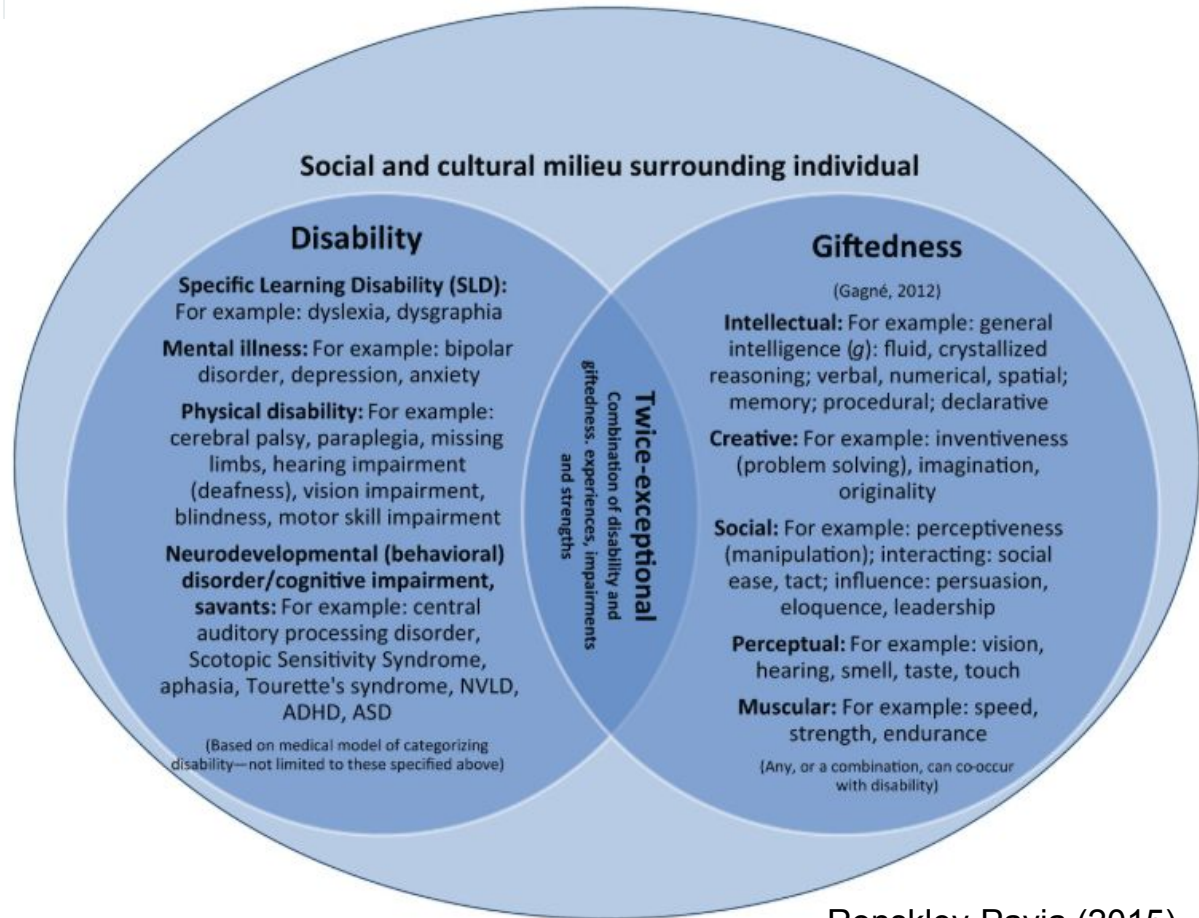 Social and cultural milieu surrounding individual
Disability
Specific Learning Disability (SLD):
For example: dyslexia, dysgraphia
Mental illness: For example: bipolar
disorder, depression, anxiety
Physical disability: For example:
cerebral palsy, paraplegia, missing
limbs, hearing impairment
(deafness), vision impairment,
blindness, motor skill impairment
Neurodevelopmental (behavioral)
disorder/cognitive impairment,
savants: For example: central
auditory processing disorder,
Scotopic Sensitivity Syndrome,
aphasia, Tourette's syndrome, NVLD,
ADHD, ASD
(Based on medical model of categorizing
disability—not limited to these specified above)
Twice-exceptional
Combination of disability and
giftedness. experiences, impairments
and strengths
Giftedness
(Gagné, 2012)
Intellectual: For example: general
intelligence (g): fluid, crystallized
reasoning; verbal, numerical, spatial;
memory; procedural; declarative
Creative: For example: inventiveness
(problem solving), imagination,
originality
Social: For example: perceptiveness
(manipulation); interacting: social
ease, tact; influence: persuasion,
eloquence, leadership
Perceptual: For example: vision,
hearing, smell, taste, touch
Muscular: For example: speed,
strength, endurance
(Any, or a combination, can co-occur
with disability)
(2015)